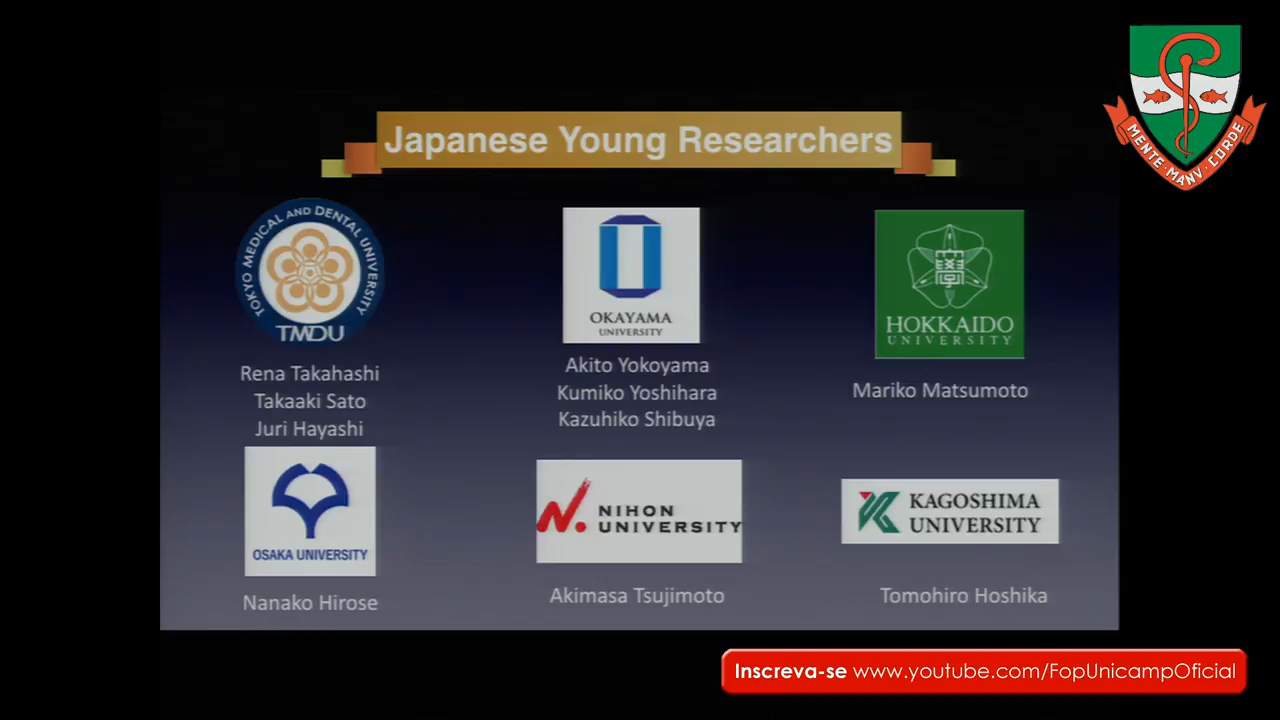 Japanese Young Researchers
MENTE · MANV · CORDE
TOKYO MEDICAL AND DENTAL UNIVERSITY
TMDU
Rena Takahashi
Takaaki Sato
Juri Hayashi
OKAYAMA
UNIVERSITY
Akito Yokoyama
Kumiko Yoshihara
Kazuhiko Shibuya
HOKKAIDO
UNIVERSITY
Mariko Matsumoto
OSAKA UNIVERSITY
Nanako Hirose
NIHON
UNIVERSITY
Akimasa Tsujimoto
KAGOSHIMA
UNIVERSITY
Tomohiro Hoshika
Inscreva-se www.youtube.com/FopUnicampOficial